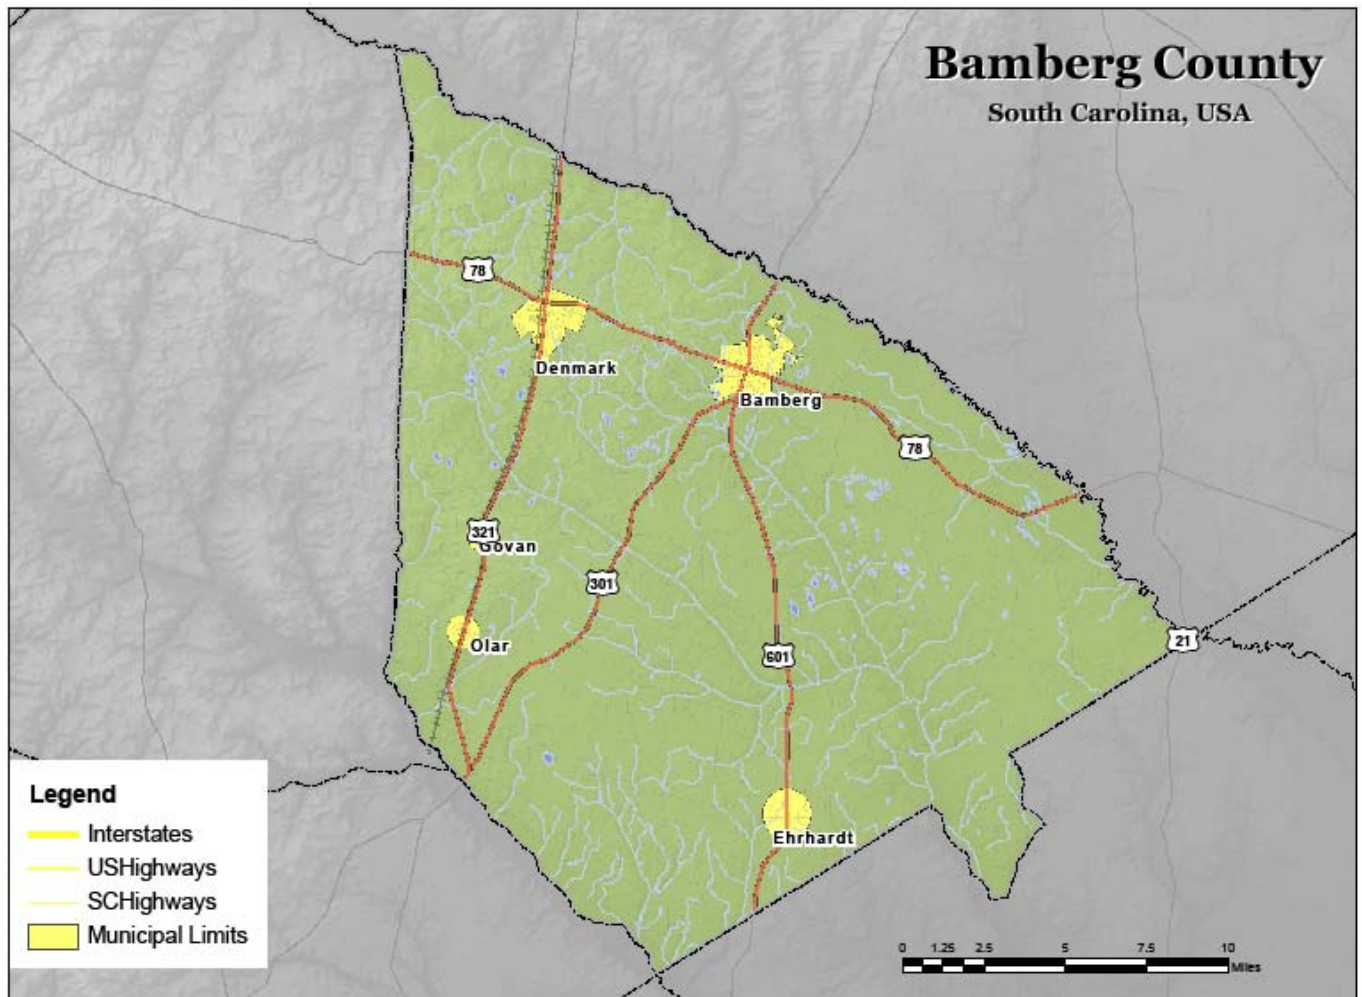 Bamberg County
South Carolina, USA
78
Denmark
Bamberg
78
321
Govan
301
21
Olar
601
Ehrhardt
Legend
Interstates
USHighways
SCHighways
Municipal Limits
0 1.25 2.5 5 7.5 10
Miles